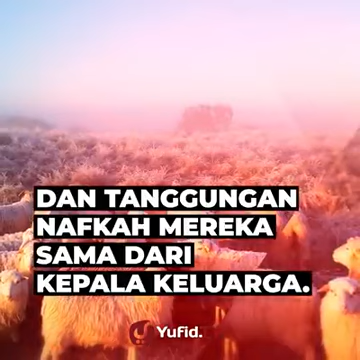 DAN TANGGUNGAN
NAFKAH MEREKA
SAMA DARI
KEPALA KELUARGA.
Yufid.